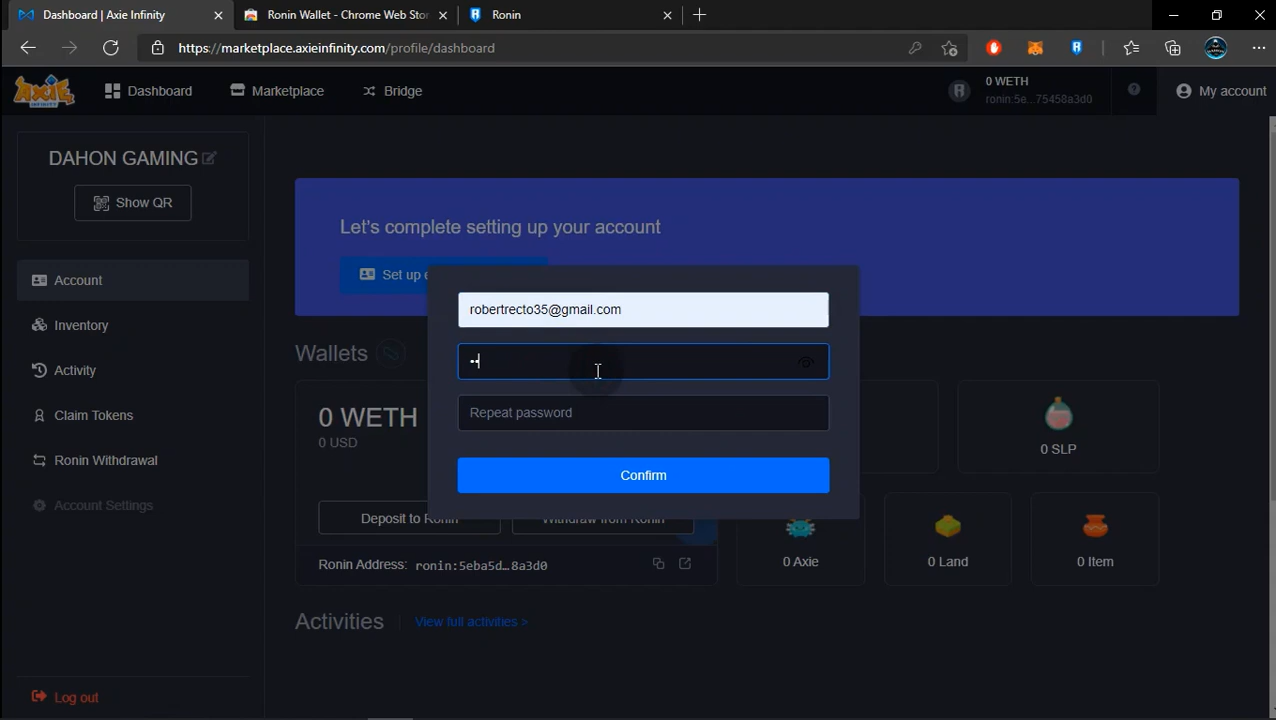 Dashboard | Axie Infinity
Ronin Wallet - Chrome Web Stor
Ronin
https://marketplace.axieinfinity.com/profile/dashboard
AXIE
INFINITY
Dashboard
Marketplace
Bridge
0 WETH
ronin:5e...75458a3d0
?
My account
DAHON GAMING
Show QR
Let's complete setting up your account
Set up e
robertrecto35@gmail.com
••
Repeat password
Confirm
Account
Inventory
Activity
Claim Tokens
Ronin Withdrawal
Account Settings
Wallets
0 WETH
0 USD
0 SLP
Deposit to Ronin
Withdraw from Ronin
0 Axie
0 Land
0 Item
Ronin Address: ronin:5eba5d…8a3d0
Activities
View full activities >
Log out